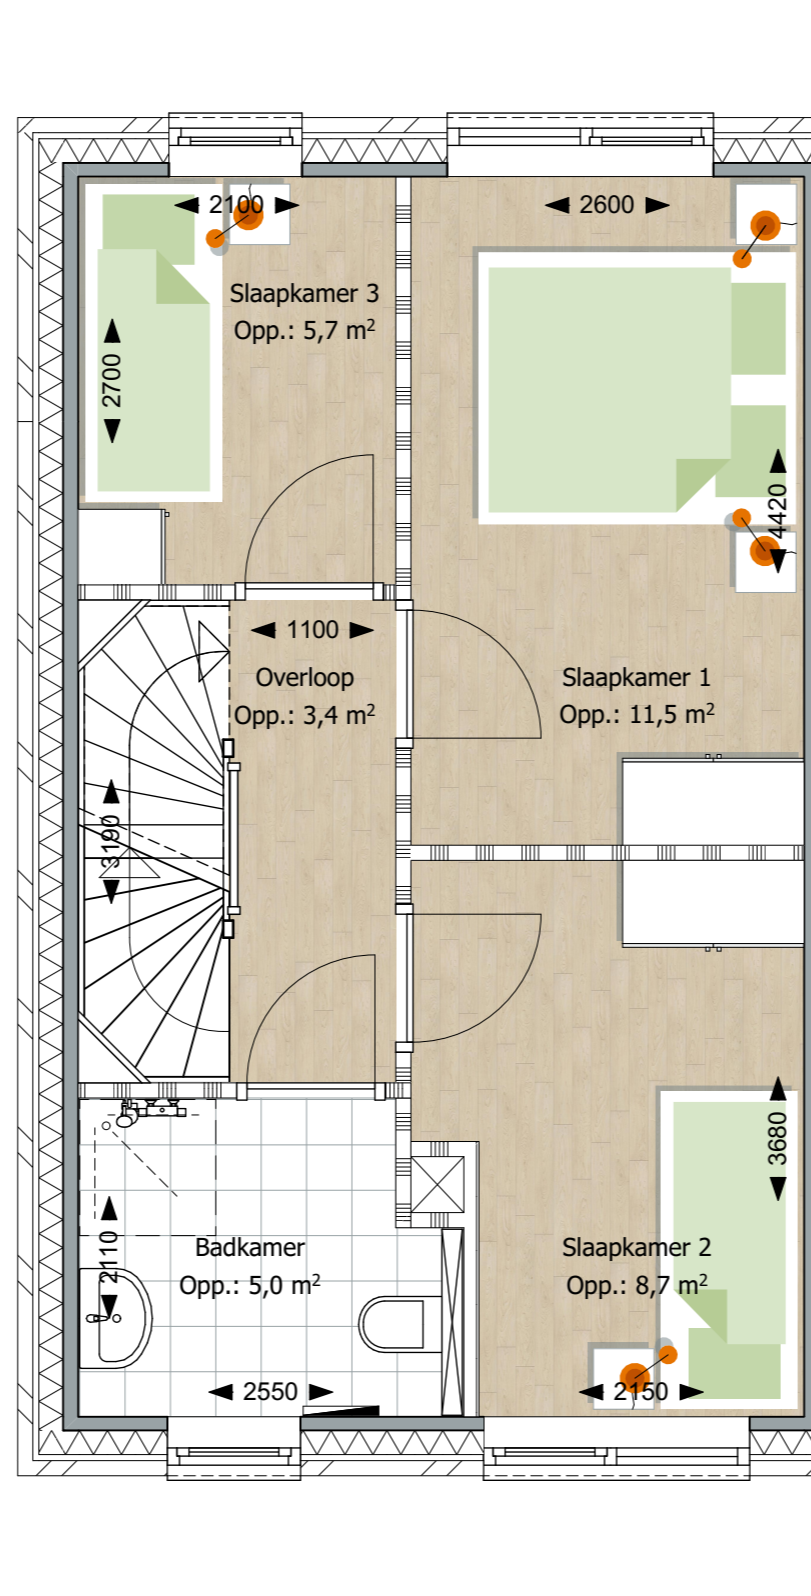 2100
2600
Slaapkamer 3
Opp.: 5,7 m²
2700
4420
1100
Overloop
Opp.: 3,4 m²
Slaapkamer 1
Opp.: 11,5 m²
3190
3680
2110
Badkamer
Opp.: 5,0 m²
Slaapkamer 2
Opp.: 8,7 m²
2550
2150